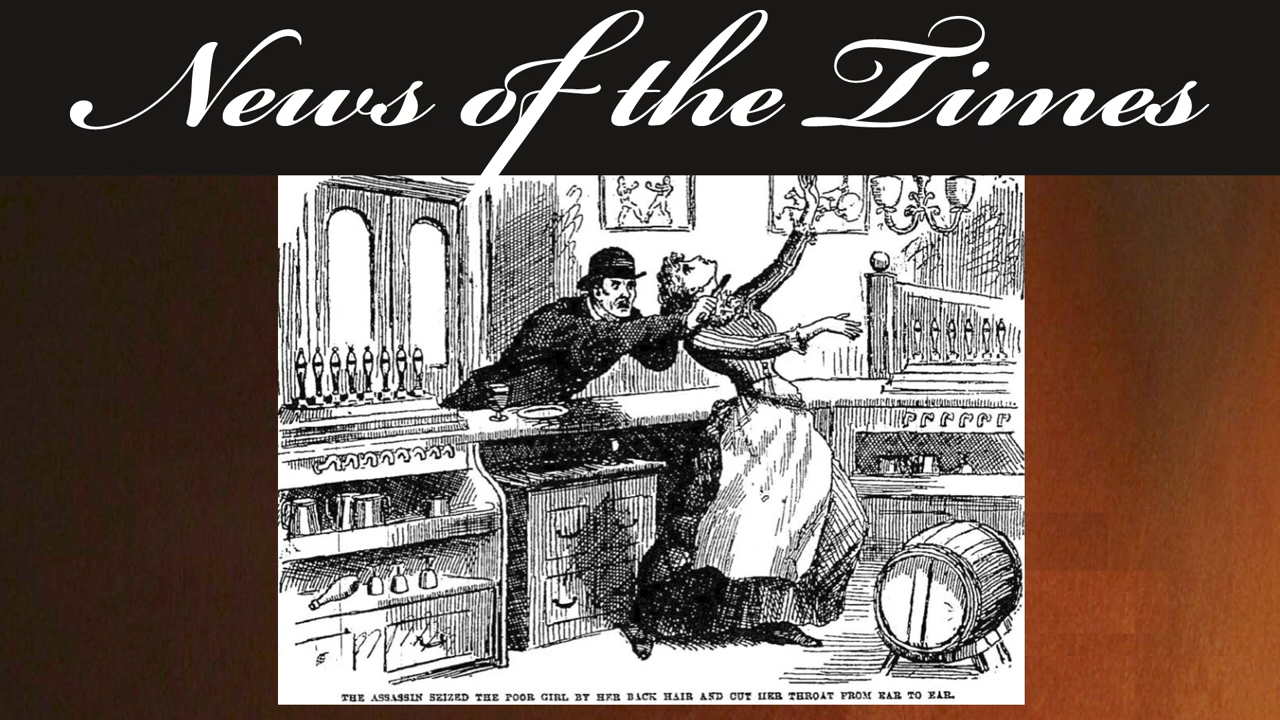 News of the Times
THE ASSASSIN SEIZED THE POOR GIRL BY HER BACK HAIR AND CUT HER THROAT FROM EAR TO EAR.